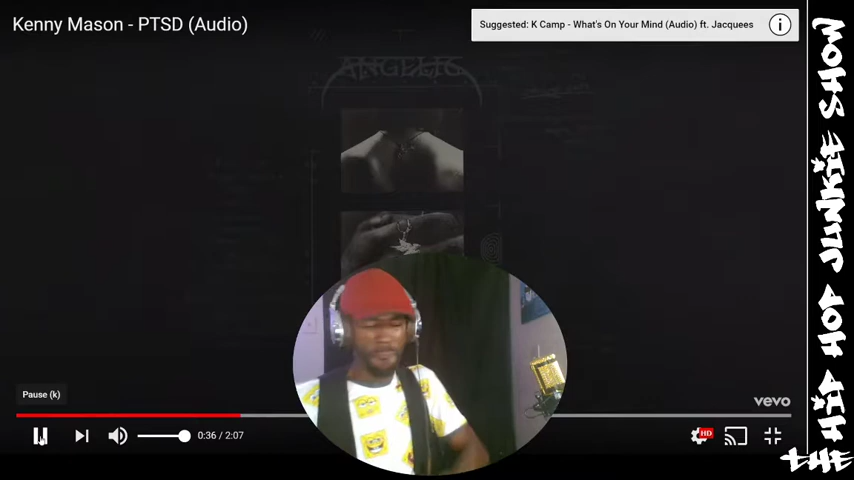 Kenny Mason - PTSD (Audio)
Suggested: K Camp - What's On Your Mind (Audio) ft. Jacquees
ANGELIC
Pause (k)
vevo
0:36 / 2:07
HD
THE HIP HOP JUNKIE SHOW